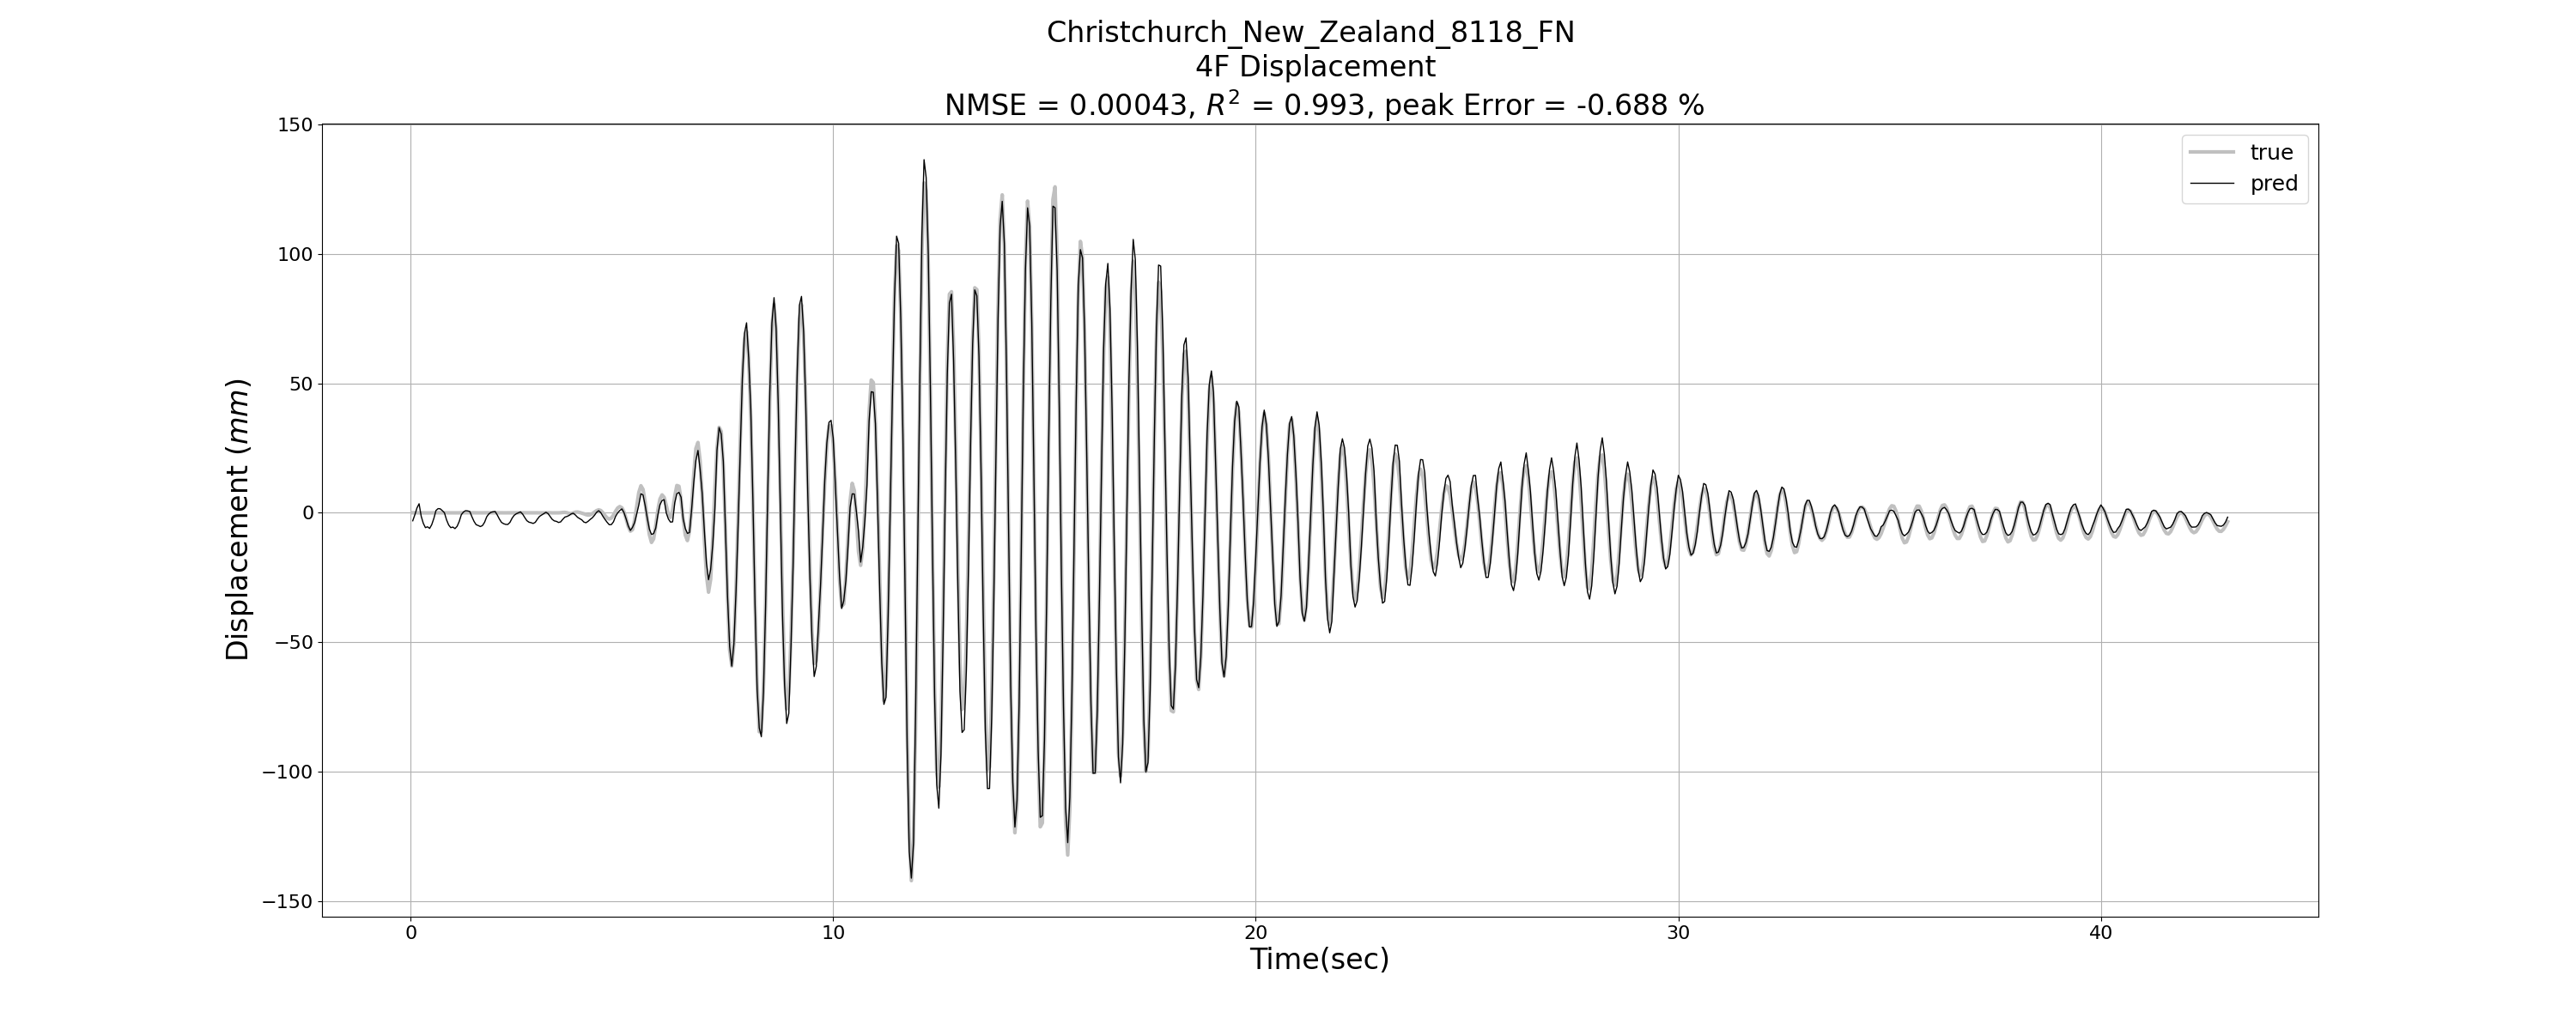 Christchurch_New_Zealand_8118_FN
4F Displacement
NMSE = 0.00043, R² = 0.993, peak Error = -0.688 %
true
pred
150
100
50
0
−50
−100
−150
Displacement (mm)
0 10 20 30 40
Time(sec)